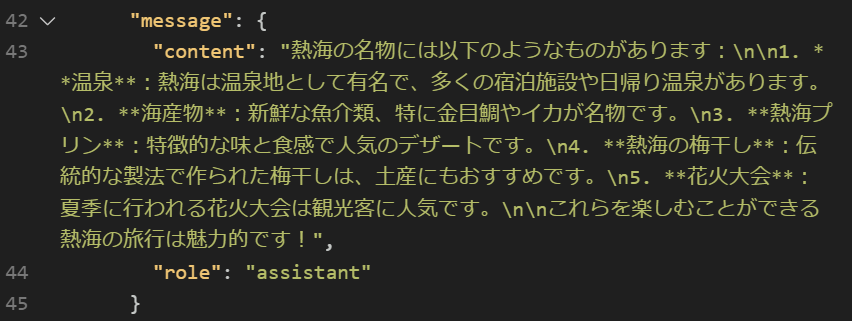 42 "message": {
43 "content": "熱海の名物には以下のようなものがあります：\n\n1. *
*温泉**：熱海は温泉地として有名で、多くの宿泊施設や日帰り温泉があります。
\n2. **海産物**：新鮮な魚介類、特に金目鯛やイカが名物です。\n3. **熱海プ
リン**：特徴的な味と食感で人気のデザートです。\n4. **熱海の梅干し**：伝
統的な製法で作られた梅干しは、土産にもおすすめです。\n5. **花火大会**：
夏季に行われる花火大会は観光客に人気です。\n\nこれらを楽しむことができる
熱海の旅行は魅力的です！",
44 "role": "assistant"
45 }